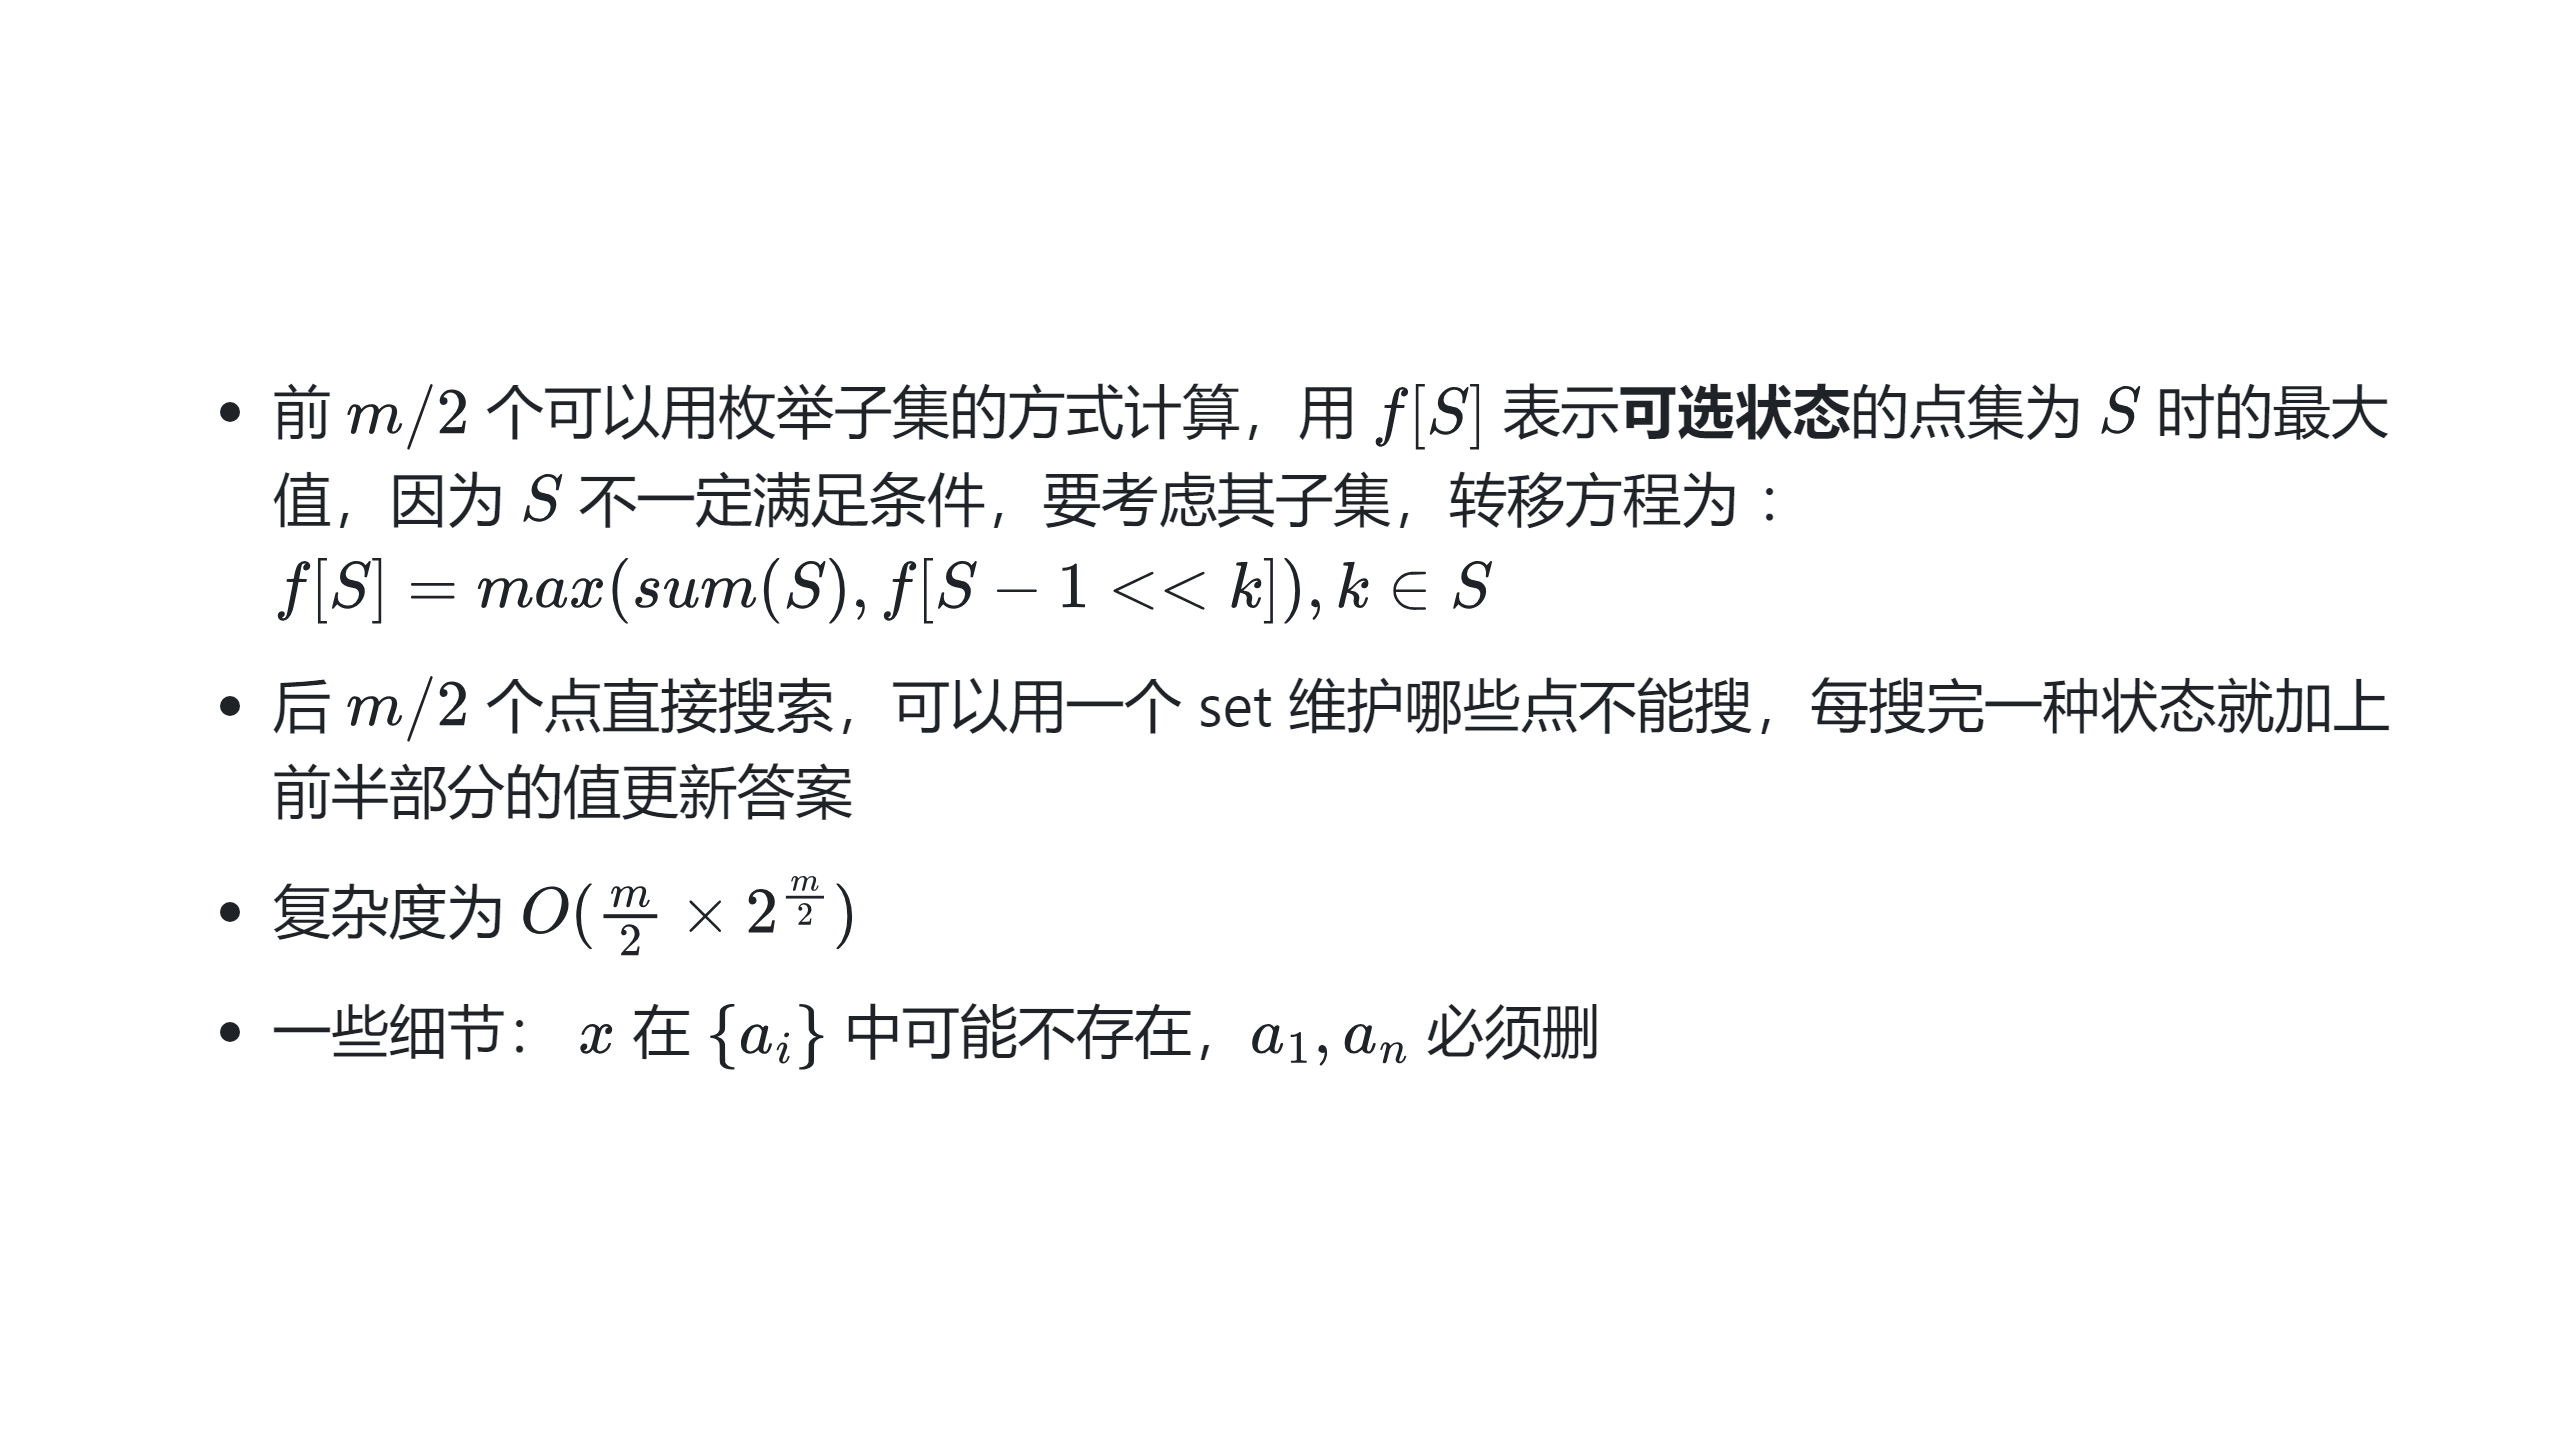 • 前 m/2 个可以用枚举子集的方式计算，用 f[S] 表示可选状态的点集为 S 时的最大
值，因为 S 不一定满足条件，要考虑其子集，转移方程为：
f[S] = max(sum(S), f[S − 1 << k]), k ∈ S
• 后 m/2 个点直接搜索，可以用一个 set 维护哪些点不能搜，每搜完一种状态就加上
前半部分的值更新答案
• 复杂度为 $O(\frac{m}{2} \times 2^{\frac{m}{2}})$
• 一些细节： x 在 $\{a_i\}$ 中可能不存在，$a_1, a_n$ 必须删